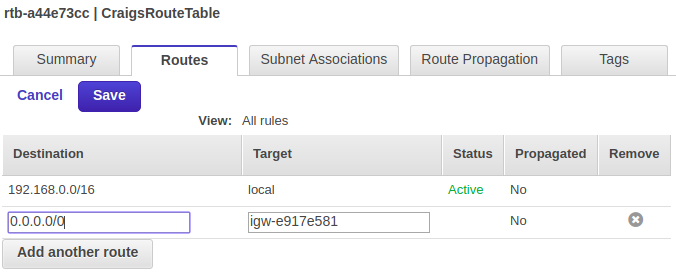 rtb-a44e73cc | CraigsRouteTable
Summary Routes Subnet Associations Route Propagation Tags
Cancel Save
View: All rules
Destination Target Status Propagated Remove
192.168.0.0/16 local Active No
0.0.0.0/0 igw-e917e581 No
Add another route